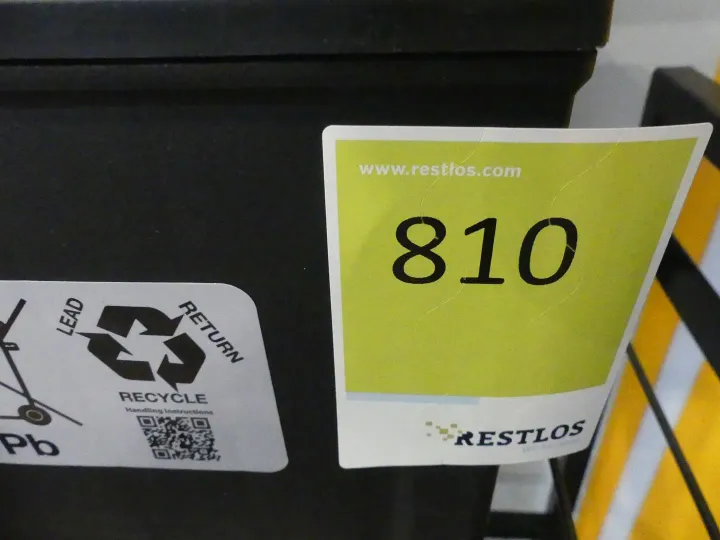 www.restlos.com
810
RESTLOS
LEAD
RETURN
RECYCLE
Handling Instructions
Pb